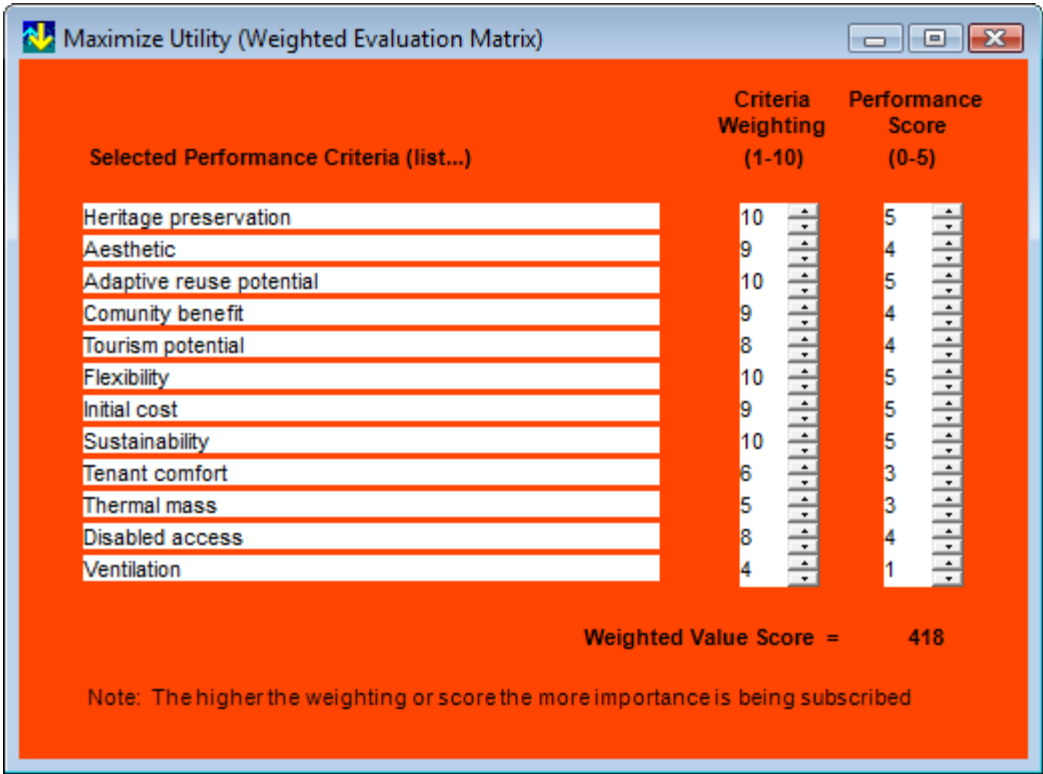 Maximize Utility (Weighted Evaluation Matrix)
Criteria Performance
Weighting Score
Selected Performance Criteria (list...) (1-10) (0-5)
Heritage preservation 10 5
Aesthetic 9 4
Adaptive reuse potential 10 5
Comunity benefit 9 4
Tourism potential 8 4
Flexibility 10 5
Initial cost 9 5
Sustainability 10 5
Tenant comfort 6 3
Thermal mass 5 3
Disabled access 8 4
Ventilation 4 1
Weighted Value Score = 418
Note: The higher the weighting or score the more importance is being subscribed